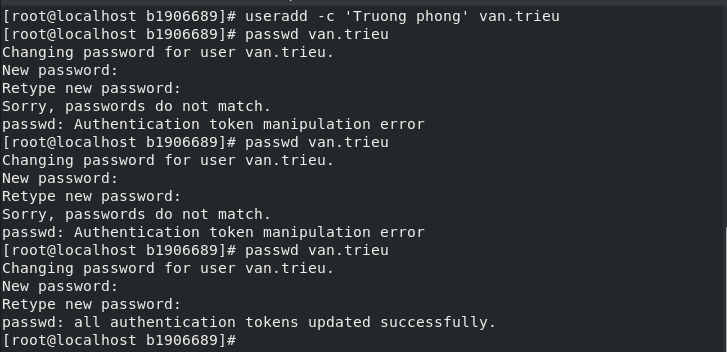 [root@localhost b1906689]# useradd -c 'Truong phong' van.trieu
[root@localhost b1906689]# passwd van.trieu
Changing password for user van.trieu.
New password:
Retype new password:
Sorry, passwords do not match.
passwd: Authentication token manipulation error
[root@localhost b1906689]# passwd van.trieu
Changing password for user van.trieu.
New password:
Retype new password:
Sorry, passwords do not match.
passwd: Authentication token manipulation error
[root@localhost b1906689]# passwd van.trieu
Changing password for user van.trieu.
New password:
Retype new password:
passwd: all authentication tokens updated successfully.
[root@localhost b1906689]#